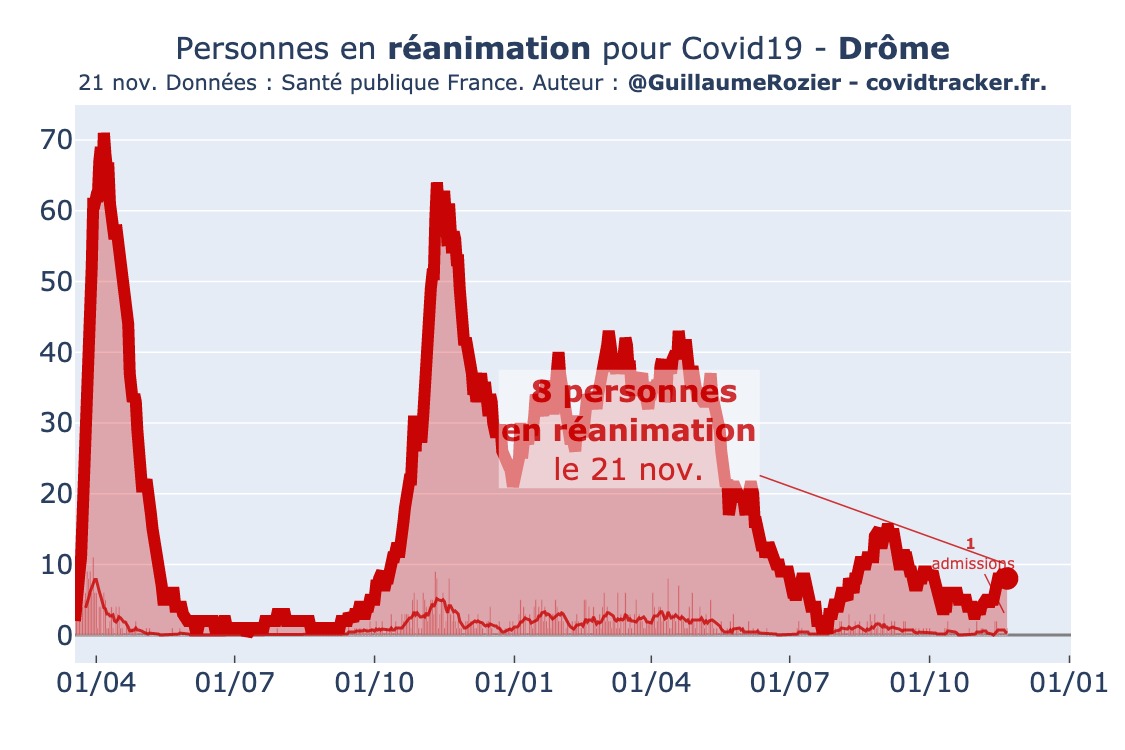 Personnes en réanimation pour Covid19 - Drôme
21 nov. Données : Santé publique France. Auteur : @GuillaumeRozier - covidtracker.fr.
70
60
50
40
30
20
10
0
8 personnes
en réanimation
le 21 nov.
1
admissions
01/04
01/07
01/10
01/01
01/04
01/07
01/10
01/01